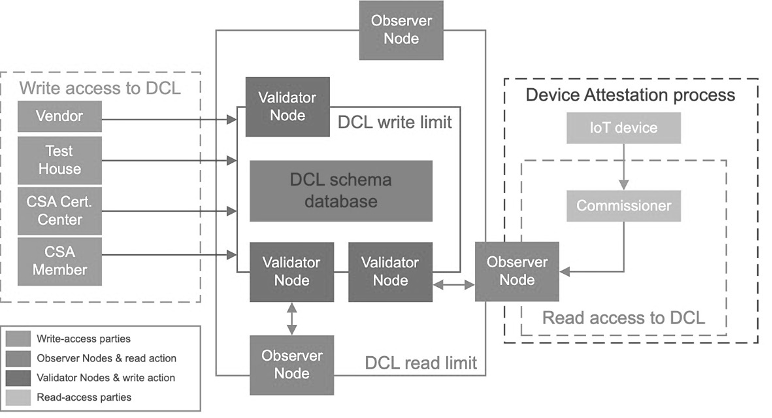 Observer
Node
Write access to DCL
Vendor
Test
House
CSA Cert.
Center
CSA
Member
Validator
Node
DCL write limit
DCL schema
database
Validator
Node
Validator
Node
Observer
Node
DCL read limit
Device Attestation process
IoT device
Commissioner
Observer
Node
Read access to DCL
Write-access parties
Observer Nodes & read action
Validator Nodes & write action
Read-access parties